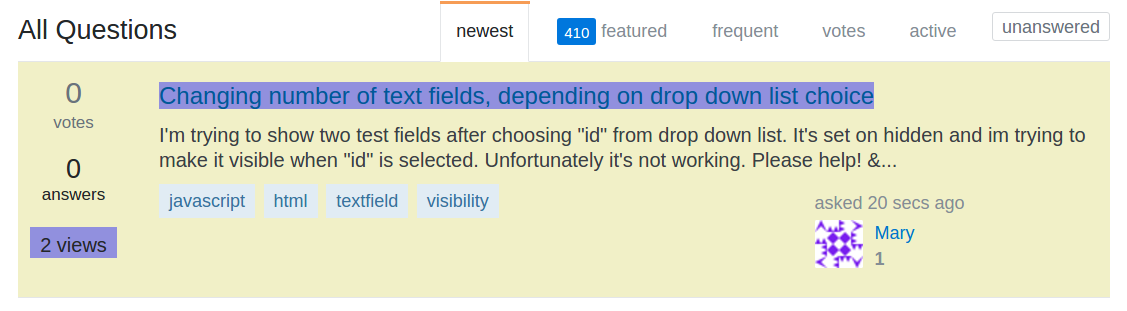 All Questions
newest
410 featured
frequent
votes
active
unanswered
0
votes
0
answers
2 views
Changing number of text fields, depending on drop down list choice
I'm trying to show two test fields after choosing "id" from drop down list. It's set on hidden and im trying to
make it visible when "id" is selected. Unfortunately it's not working. Please help! &...
javascript html textfield visibility
asked 20 secs ago
Mary
1